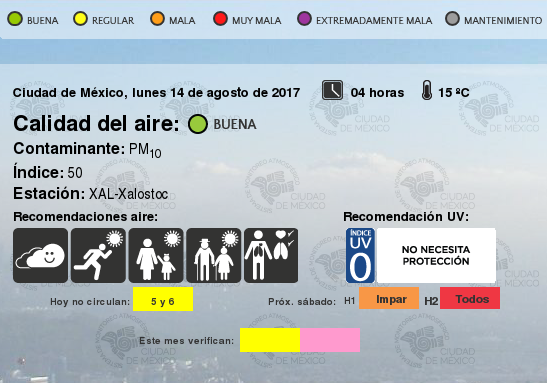 BUENA REGULAR MALA MUY MALA EXTREMADAMENTE MALA MANTENIMIENTO
Ciudad de México, lunes 14 de agosto de 2017 04 horas 15 ºC
Calidad del aire: BUENA
Contaminante: PM10
Índice: 50
Estación: XAL-Xalostoc
Recomendaciones aire: Recomendación UV:
ÍNDICE
UV
0
NO NECESITA
PROTECCIÓN
Hoy no circulan: 5 y 6 Próx. sábado: H1 Impar H2 Todos
Este mes verifican:
CIUDAD
DE MÉXICO